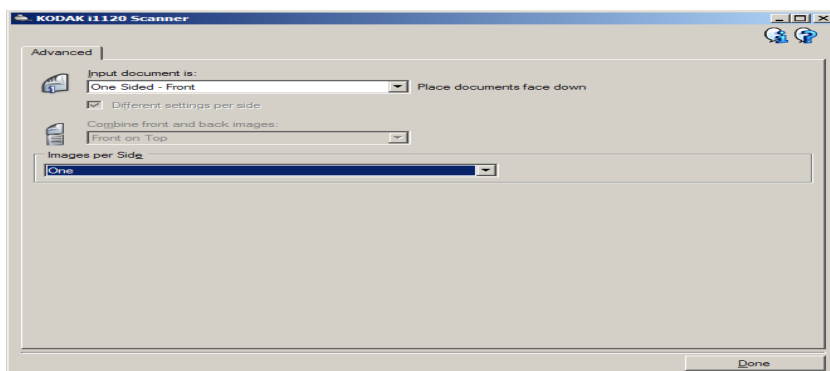 KODAK i1120 Scanner
Advanced
Input document is:
One Sided - Front
Place documents face down
Different settings per side
Combine front and back images:
Front on Top
Images per Side
One
Done